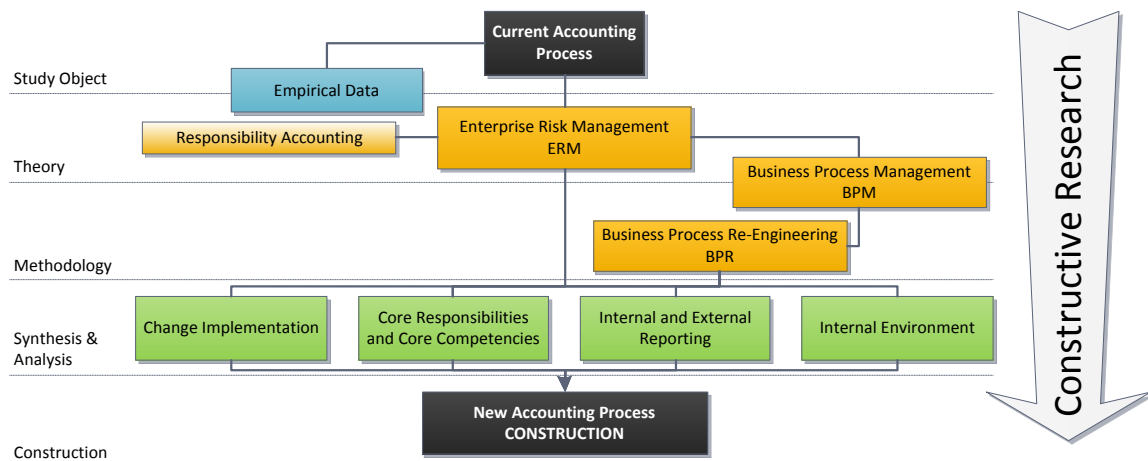 Current Accounting
Process
Study Object
Empirical Data
Responsibility Accounting
Enterprise Risk Management
ERM
Theory
Business Process Management
BPM
Business Process Re-Engineering
BPR
Methodology
Change Implementation
Core Responsibilities
and Core Competencies
Internal and External
Reporting
Internal Environment
Synthesis &
Analysis
New Accounting Process
CONSTRUCTION
Construction
Constructive Research